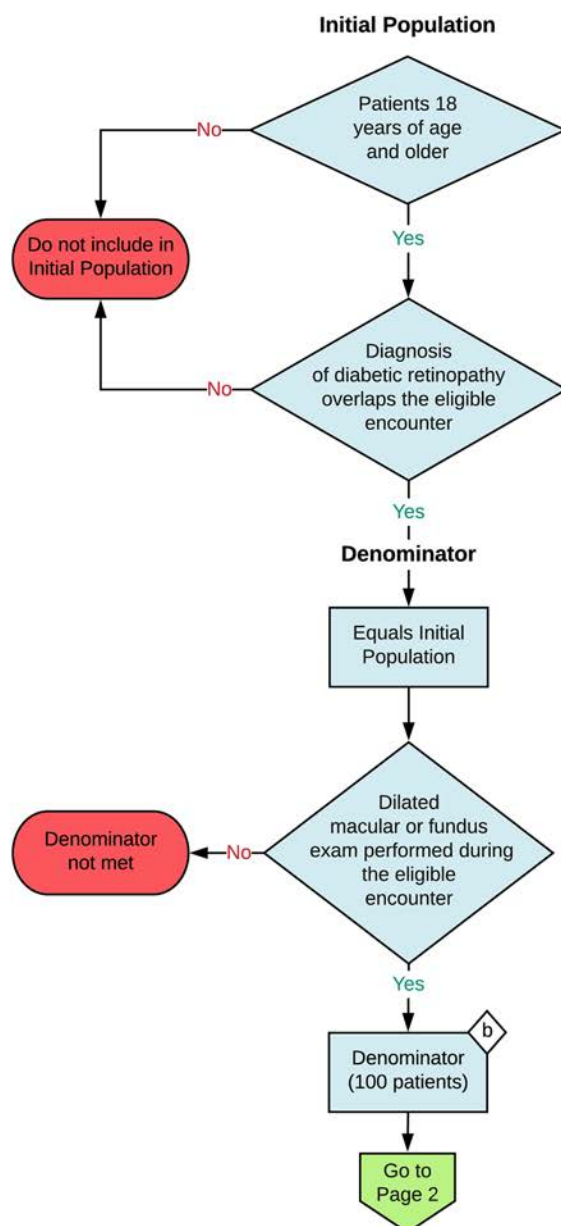 Initial Population
Patients 18
years of age
and older
No
Yes
Do not include in
Initial Population
Diagnosis
of diabetic retinopathy
overlaps the eligible
encounter
No
Yes
Denominator
Equals Initial
Population
Dilated
macular or fundus
exam performed during
the eligible
encounter
No
Denominator
not met
Yes
b
Denominator
(100 patients)
Go to
Page 2